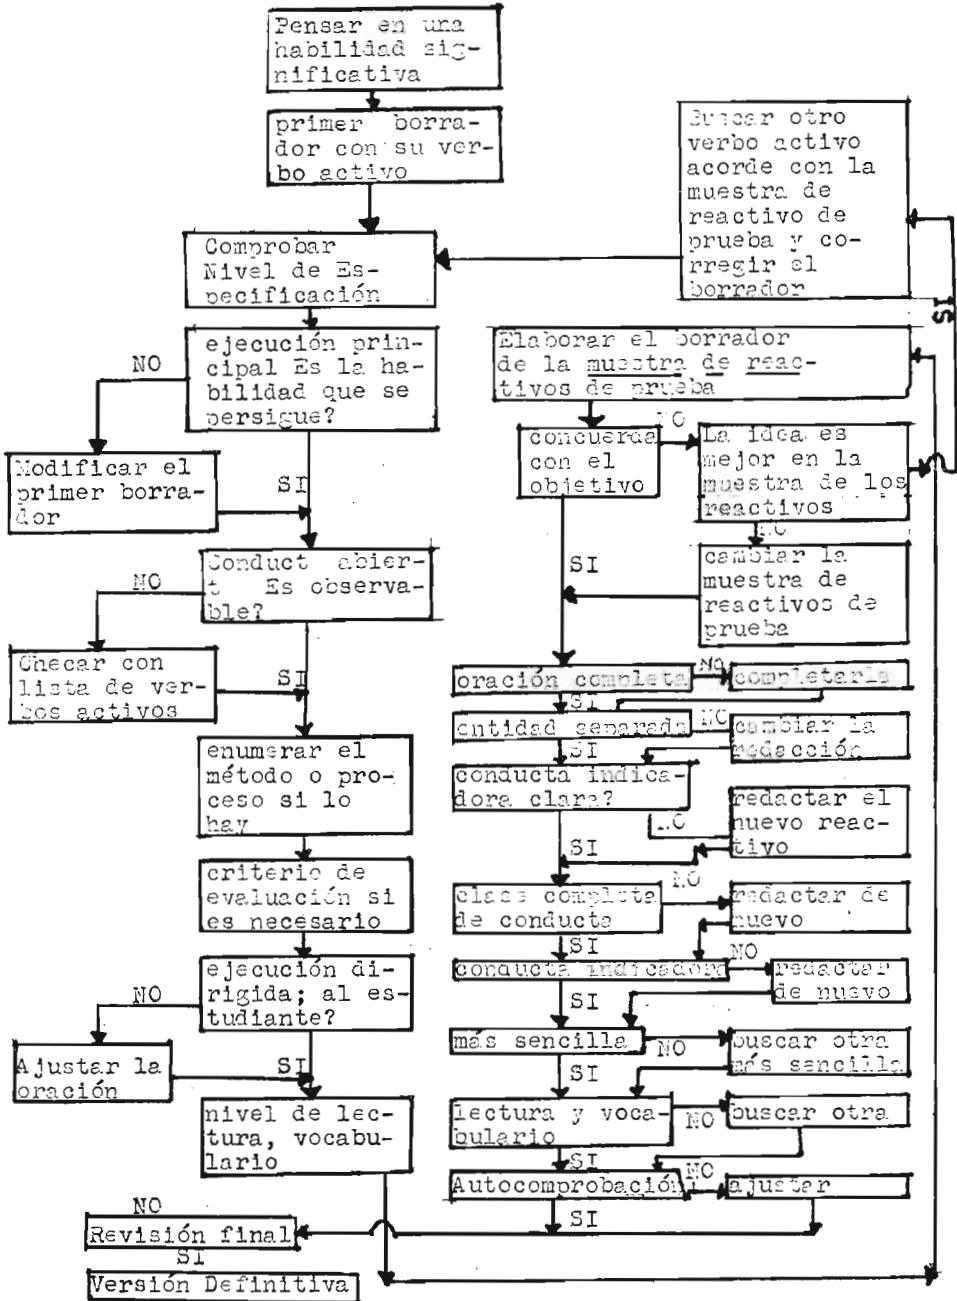 Pensar en una
habilidad sig-
nificativa
primer borra-
dor con su ver-
bo activo
Buscar otro
verbo activo
acorde con la
muestra de
reactivo de
prueba y co-
rregir el
borrador
Comprobar
Nivel de Es-
pecificación
SI
ejecución prin-
cipal Es la ha-
bilidad que se
persigue?
NO
Modificar el
primer borra-
dor
SI
Conduct abier-
t Es observa-
ble?
NO
Checar con
lista de ver-
bos activos
SI
enumerar el
método o pro-
ceso si lo
hay
criterio de
evaluación si
es necesario
ejecución di-
rigida; al es-
tudiante?
NO
Ajustar la
oración
SI
nivel de lec-
tura, vocabu-
lario
Elaborar el borrador
de la muestra de reac-
tivos de prueba
concuerda
con el
objetivo
NO
La idea es
mejor en la
muestra de los
reactivos
NO
cambiar la
muestra de
reactivos de
prueba
SI
oración completa
NO
completarla
SI
entidad separada
NO
cambiar la
redacción
SI
conducta indica-
dora clara?
NO
redactar el
nuevo reac-
tivo
SI
clase completa
de conducta
NO
redactar de
nuevo
SI
conducta indicadora
NO
redactar
de nuevo
SI
más sencilla
NO
buscar otra
más sencilla
SI
lectura y voca-
bulario
NO
buscar otra
SI
Autocomprobación
NO
ajustar
SI
NO
Revisión final
SI
Versión Definitiva